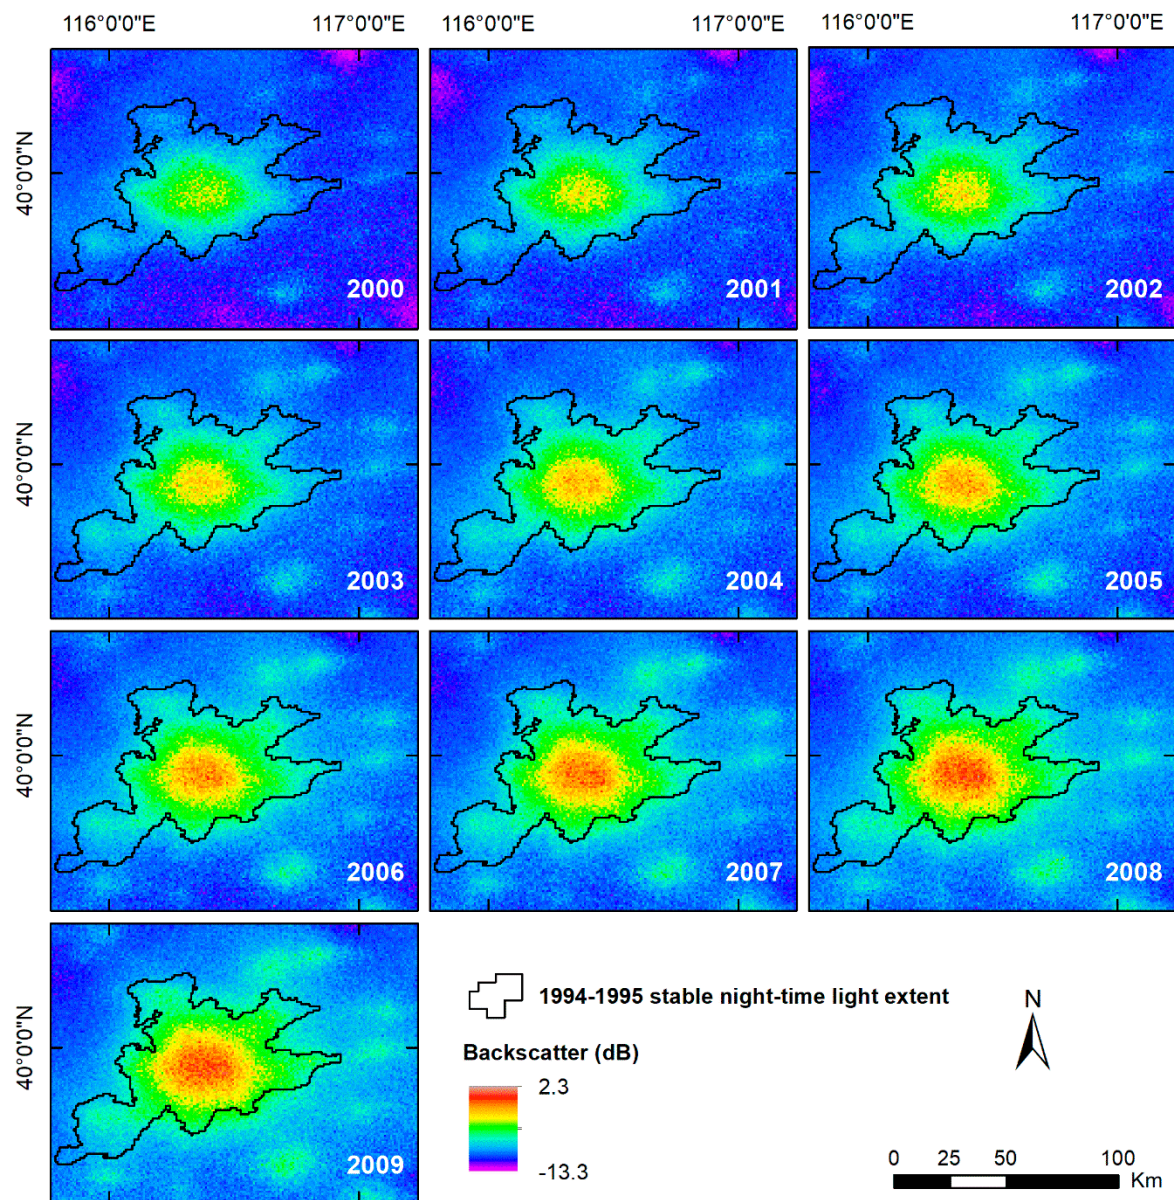 116°0'0"E 117°0'0"E 116°0'0"E 117°0'0"E 116°0'0"E 117°0'0"E
40°0'0"N
2000 2001 2002
40°0'0"N
2003 2004 2005
40°0'0"N
2006 2007 2008
40°0'0"N
2009
1994-1995 stable night-time light extent
N
Backscatter (dB)
2.3
-13.3
0 25 50 100
Km